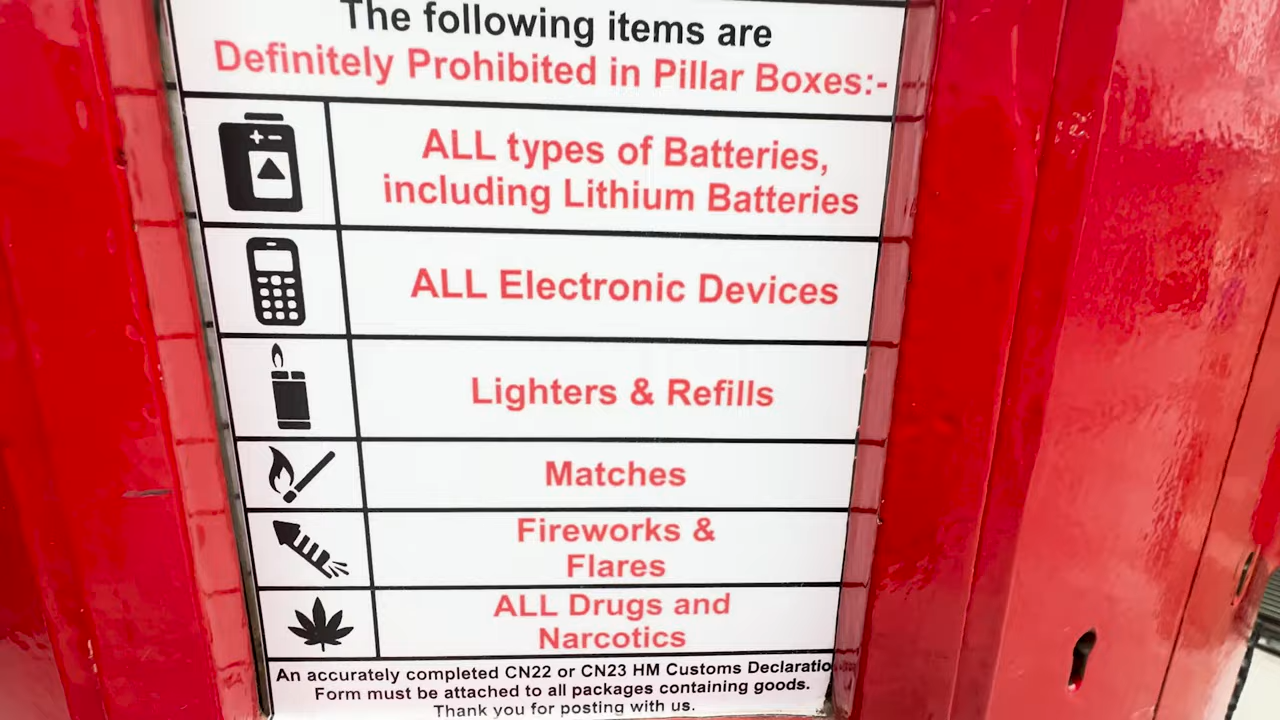 The following items are
Definitely Prohibited in Pillar Boxes:-
ALL types of Batteries,
including Lithium Batteries
ALL Electronic Devices
Lighters & Refills
Matches
Fireworks &
Flares
ALL Drugs and
Narcotics
An accurately completed CN22 or CN23 HM Customs Declaratio
Form must be attached to all packages containing goods.
Thank you for posting with us.